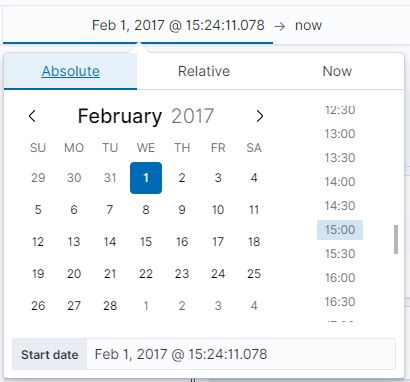 Feb 1, 2017 @ 15:24:11.078 → now
Absolute Relative Now
February 2017
SU MO TU WE TH FR SA
29 30 31 1 2 3 4
5 6 7 8 9 10 11
12 13 14 15 16 17 18
19 20 21 22 23 24 25
26 27 28 1 2 3 4
12:30
13:00
13:30
14:00
14:30
15:00
15:30
16:00
16:30
Start date Feb 1, 2017 @ 15:24:11.078